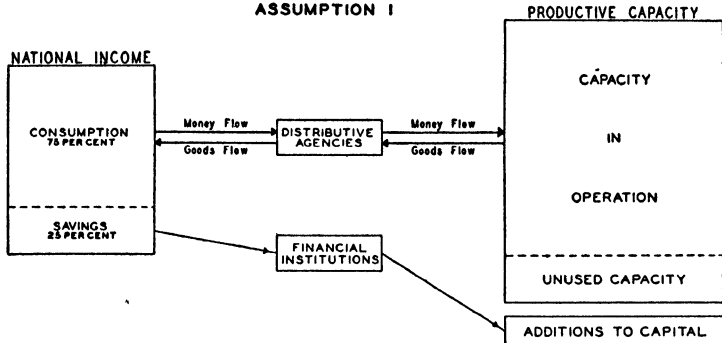 ASSUMPTION I
PRODUCTIVE CAPACITY
NATIONAL INCOME
CAPACITY
IN
OPERATION
CONSUMPTION
75 PER CENT
Money Flow
Goods Flow
DISTRIBUTIVE
AGENCIES
Money Flow
Goods Flow
SAVINGS
25 PER CENT
FINANCIAL
INSTITUTIONS
UNUSED CAPACITY
ADDITIONS TO CAPITAL